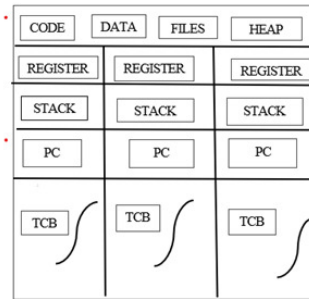 CODE DATA FILES HEAP
REGISTER REGISTER REGISTER
STACK STACK STACK
PC PC PC
TCB TCB TCB